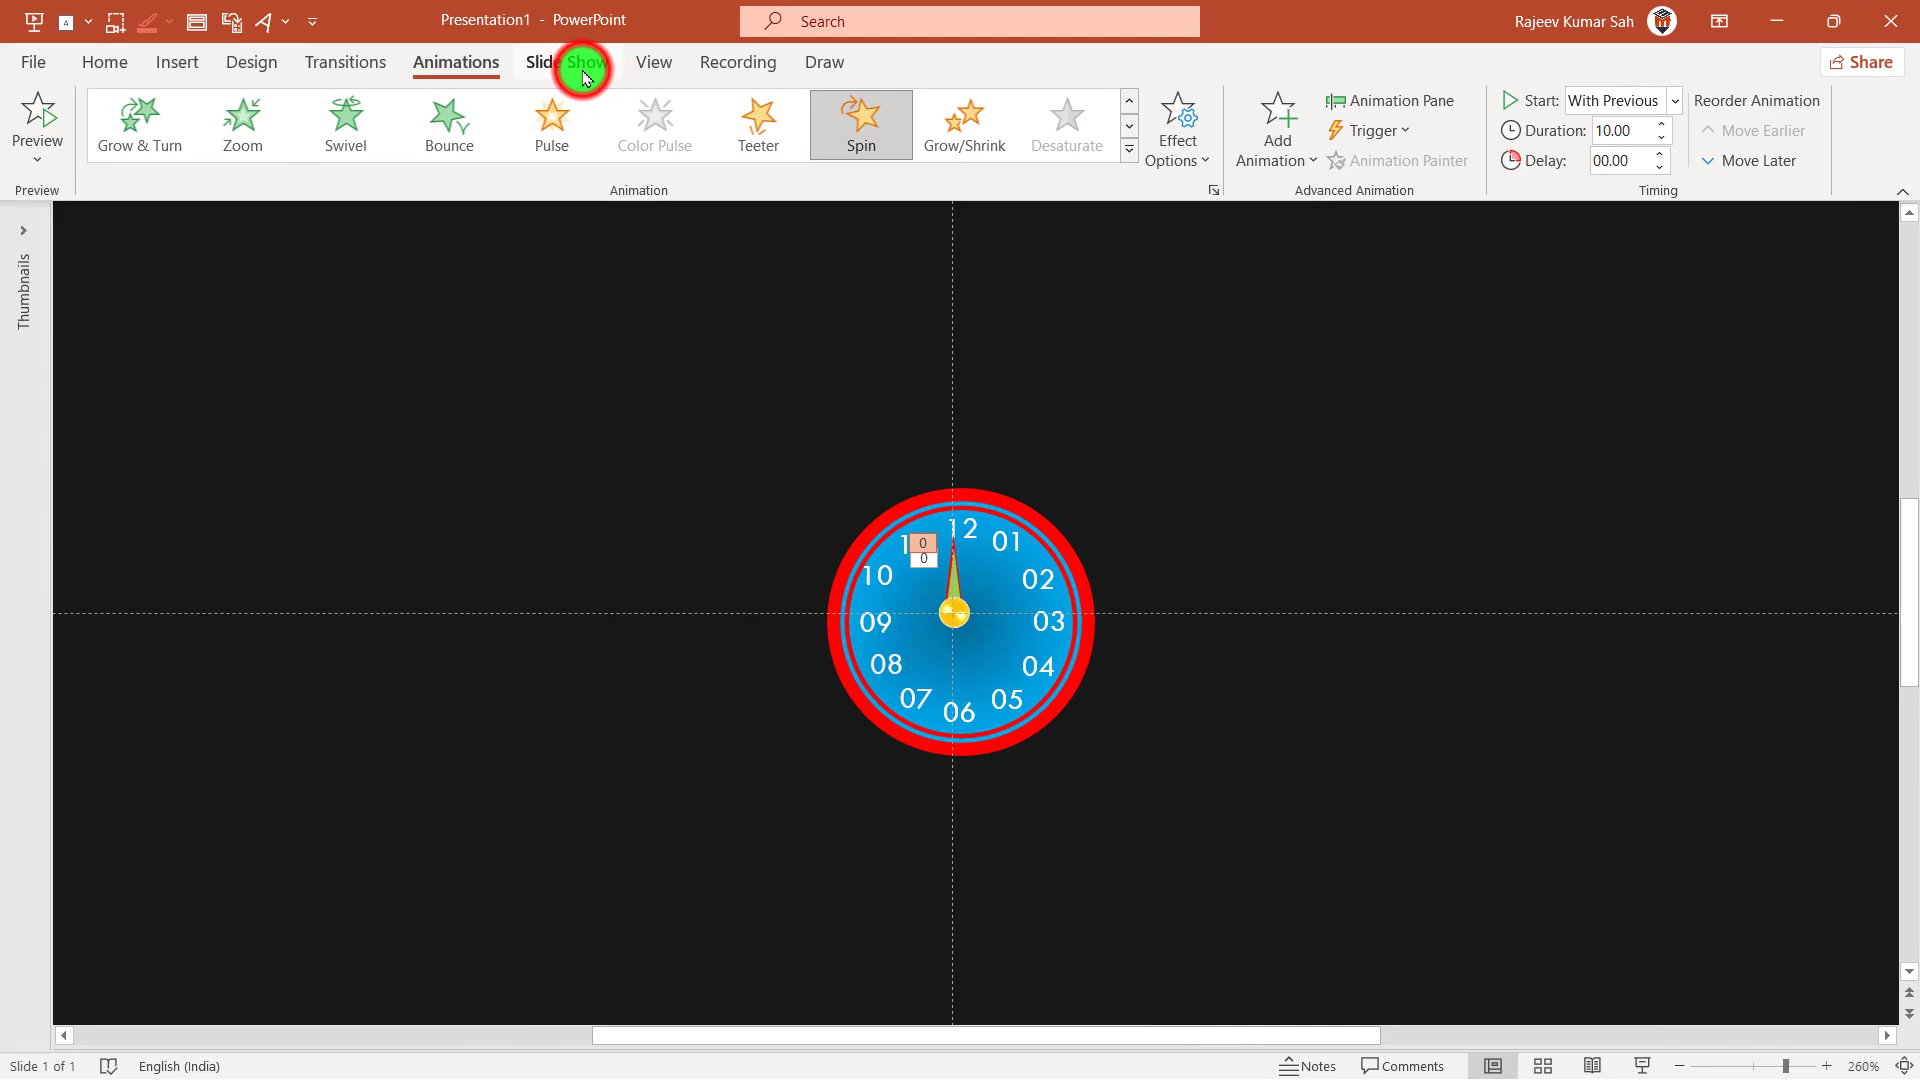 A
Presentation1 - PowerPoint
Search
Rajeev Kumar Sah
File
Home
Insert
Design
Transitions
Animations
Slide Show
View
Recording
Draw
Share
Preview
Grow & Turn
Zoom
Swivel
Bounce
Pulse
Color Pulse
Teeter
Spin
Grow/Shrink
Desaturate
Effect
Options
Add
Animation
Animation Pane
Trigger
Animation Painter
Start: With Previous
Duration: 10.00
Delay: 00.00
Reorder Animation
Move Earlier
Move Later
Preview
Animation
Advanced Animation
Timing
Thumbnails
12
01
02
03
04
05
06
07
08
09
10
1
0
0
Slide 1 of 1
English (India)
Notes
Comments
260%